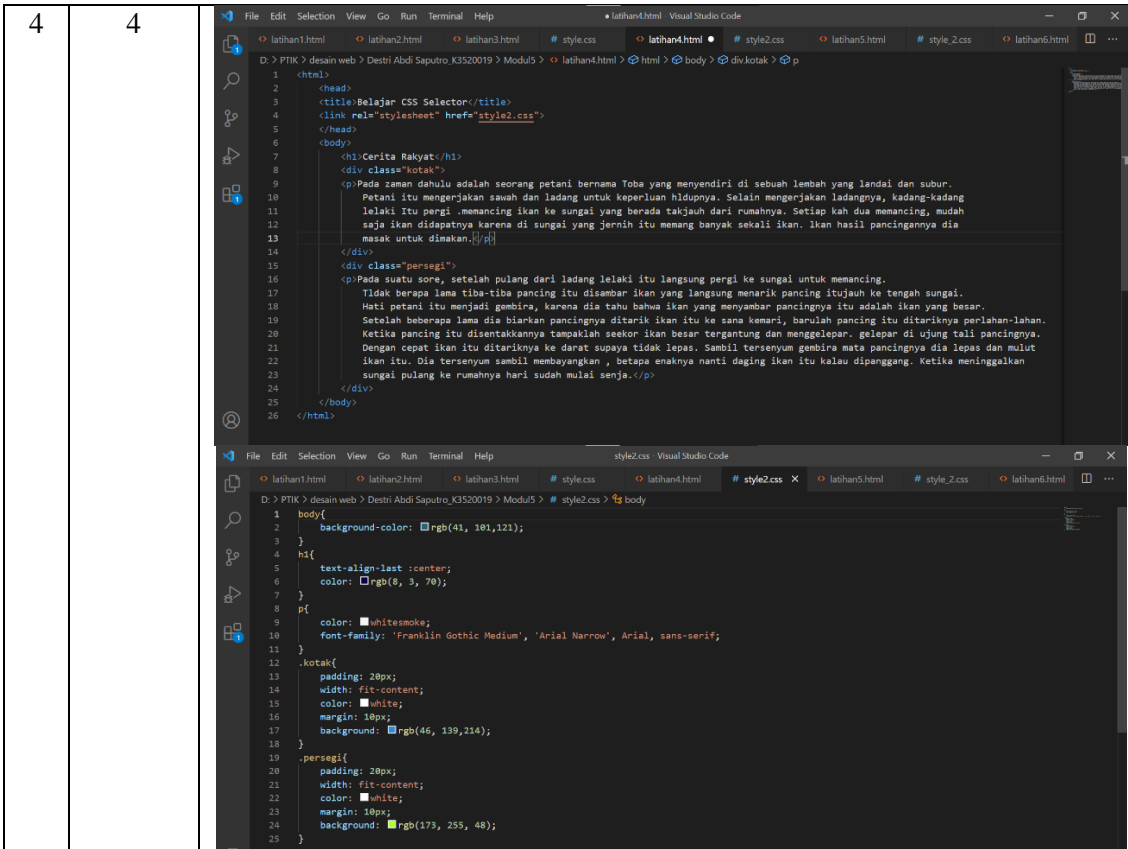 4
4
File Edit Selection View Go Run Terminal Help
● latihan4.html - Visual Studio Code
latihan1.html latihan2.html latihan3.html # style.css latihan4.html ● # style2.css latihan5.html # style_2.css latihan6.html
D: > PTIK > desain web > Destri Abdi Saputro_K3520019 > Modul5 > latihan4.html > html > body > div.kotak > p
1 <html>
2 <head>
3 <title>Belajar CSS Selector</title>
4 <link rel="stylesheet" href="style2.css">
5 </head>
6 <body>
7 <h1>Cerita Rakyat</h1>
8 <div class="kotak">
9 <p>Pada zaman dahulu adalah seorang petani bernama Toba yang menyendiri di sebuah lembah yang landai dan subur.
10 Petani itu mengerjakan sawah dan ladang untuk keperluan hldupnya. Selain mengerjakan ladangnya, kadang-kadang
11 lelaki Itu pergi .memancing ikan ke sungai yang berada takjauh dari rumahnya. Setiap kah dua memancing, mudah
12 saja ikan didapatnya karena di sungai yang jernih itu memang banyak sekali ikan. lkan hasil pancingannya dia
13 masak untuk dimakan.</p>
14 </div>
15 <div class="persegi">
16 <p>Pada suatu sore, setelah pulang dari ladang lelaki itu langsung pergi ke sungai untuk memancing.
17 Tldak berapa lama tiba-tiba pancing itu disambar ikan yang langsung menarik pancing itujauh ke tengah sungai.
18 Hati petani itu menjadi gembira, karena dia tahu bahwa ikan yang menyambar pancingnya itu adalah ikan yang besar.
19 Setelah beberapa lama dia biarkan pancingnya ditarik ikan itu ke sana kemari, barulah pancing itu ditariknya perlahan-lahan.
20 Ketika pancing itu disentakkannya tampaklah seekor ikan besar tergantung dan menggelepar. gelepar di ujung tali pancingnya.
21 Dengan cepat ikan itu ditariknya ke darat supaya tidak lepas. Sambil tersenyum gembira mata pancingnya dia lepas dan mulut
22 ikan itu. Dia tersenyum sambil membayangkan , betapa enaknya nanti daging ikan itu kalau dipanggang. Ketika meninggalkan
23 sungai pulang ke rumahnya hari sudah mulai senja.</p>
24 </div>
25 </body>
26 </html>
File Edit Selection View Go Run Terminal Help
style2.css - Visual Studio Code
latihan1.html latihan2.html latihan3.html # style.css latihan4.html # style2.css latihan5.html # style_2.css latihan6.html
D: > PTIK > desain web > Destri Abdi Saputro_K3520019 > Modul5 > # style2.css > body
1 body{
2 background-color: rgb(41, 101,121);
3 }
4 h1{
5 text-align-last :center;
6 color: rgb(8, 3, 70);
7 }
8 p{
9 color: whitesmoke;
10 font-family: 'Franklin Gothic Medium', 'Arial Narrow', Arial, sans-serif;
11 }
12 .kotak{
13 padding: 20px;
14 width: fit-content;
15 color: white;
16 margin: 10px;
17 background: rgb(46, 139,214);
18 }
19 .persegi{
20 padding: 20px;
21 width: fit-content;
22 color: white;
23 margin: 10px;
24 background: rgb(173, 255, 48);
25 }